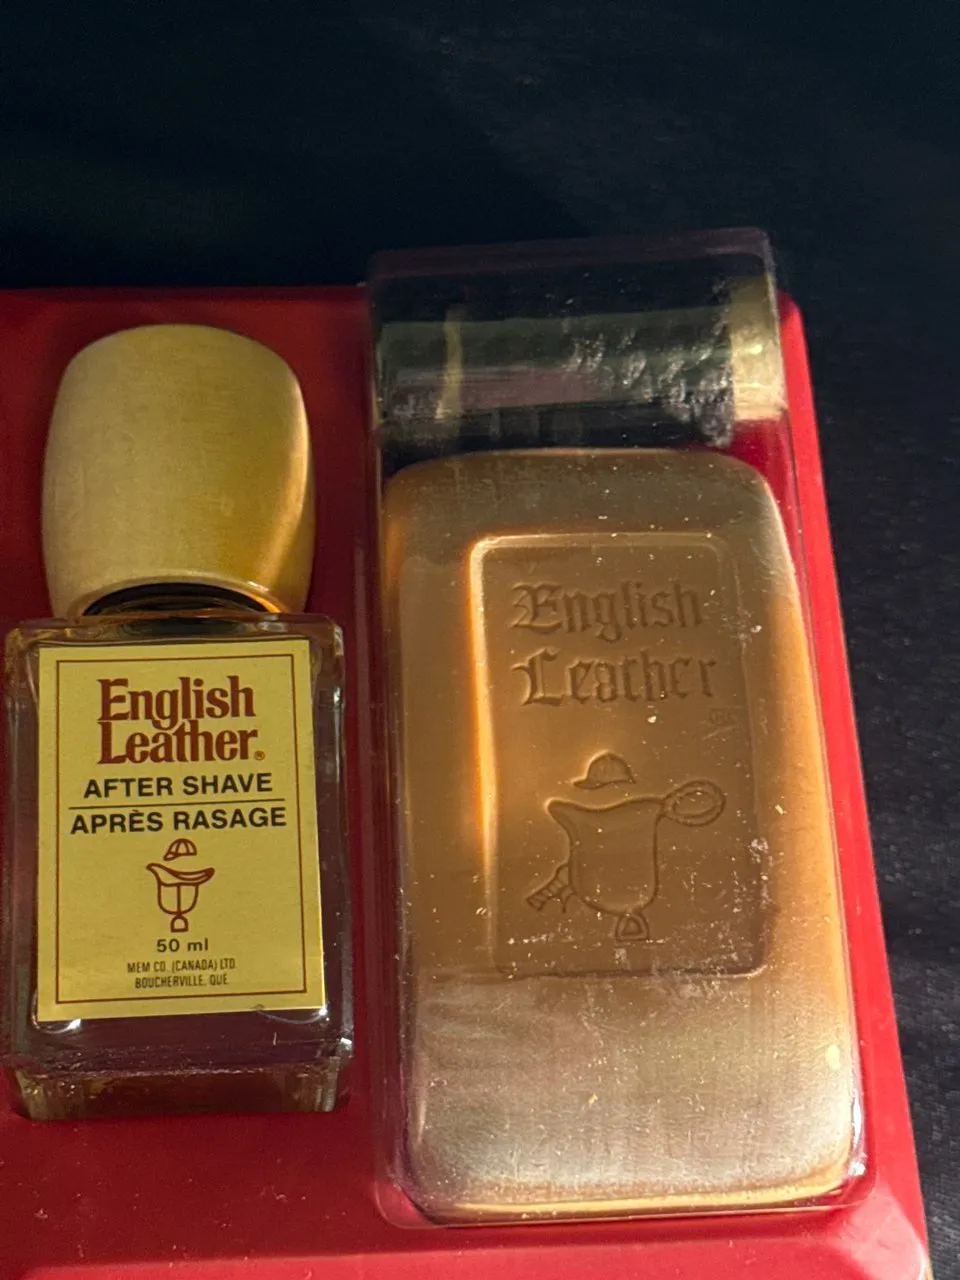 English
Leather®
AFTER SHAVE
APRÈS RASAGE
50 ml
MEM CO. (CANADA) LTD.
BOUCHERVILLE, QUE.
English
Leather